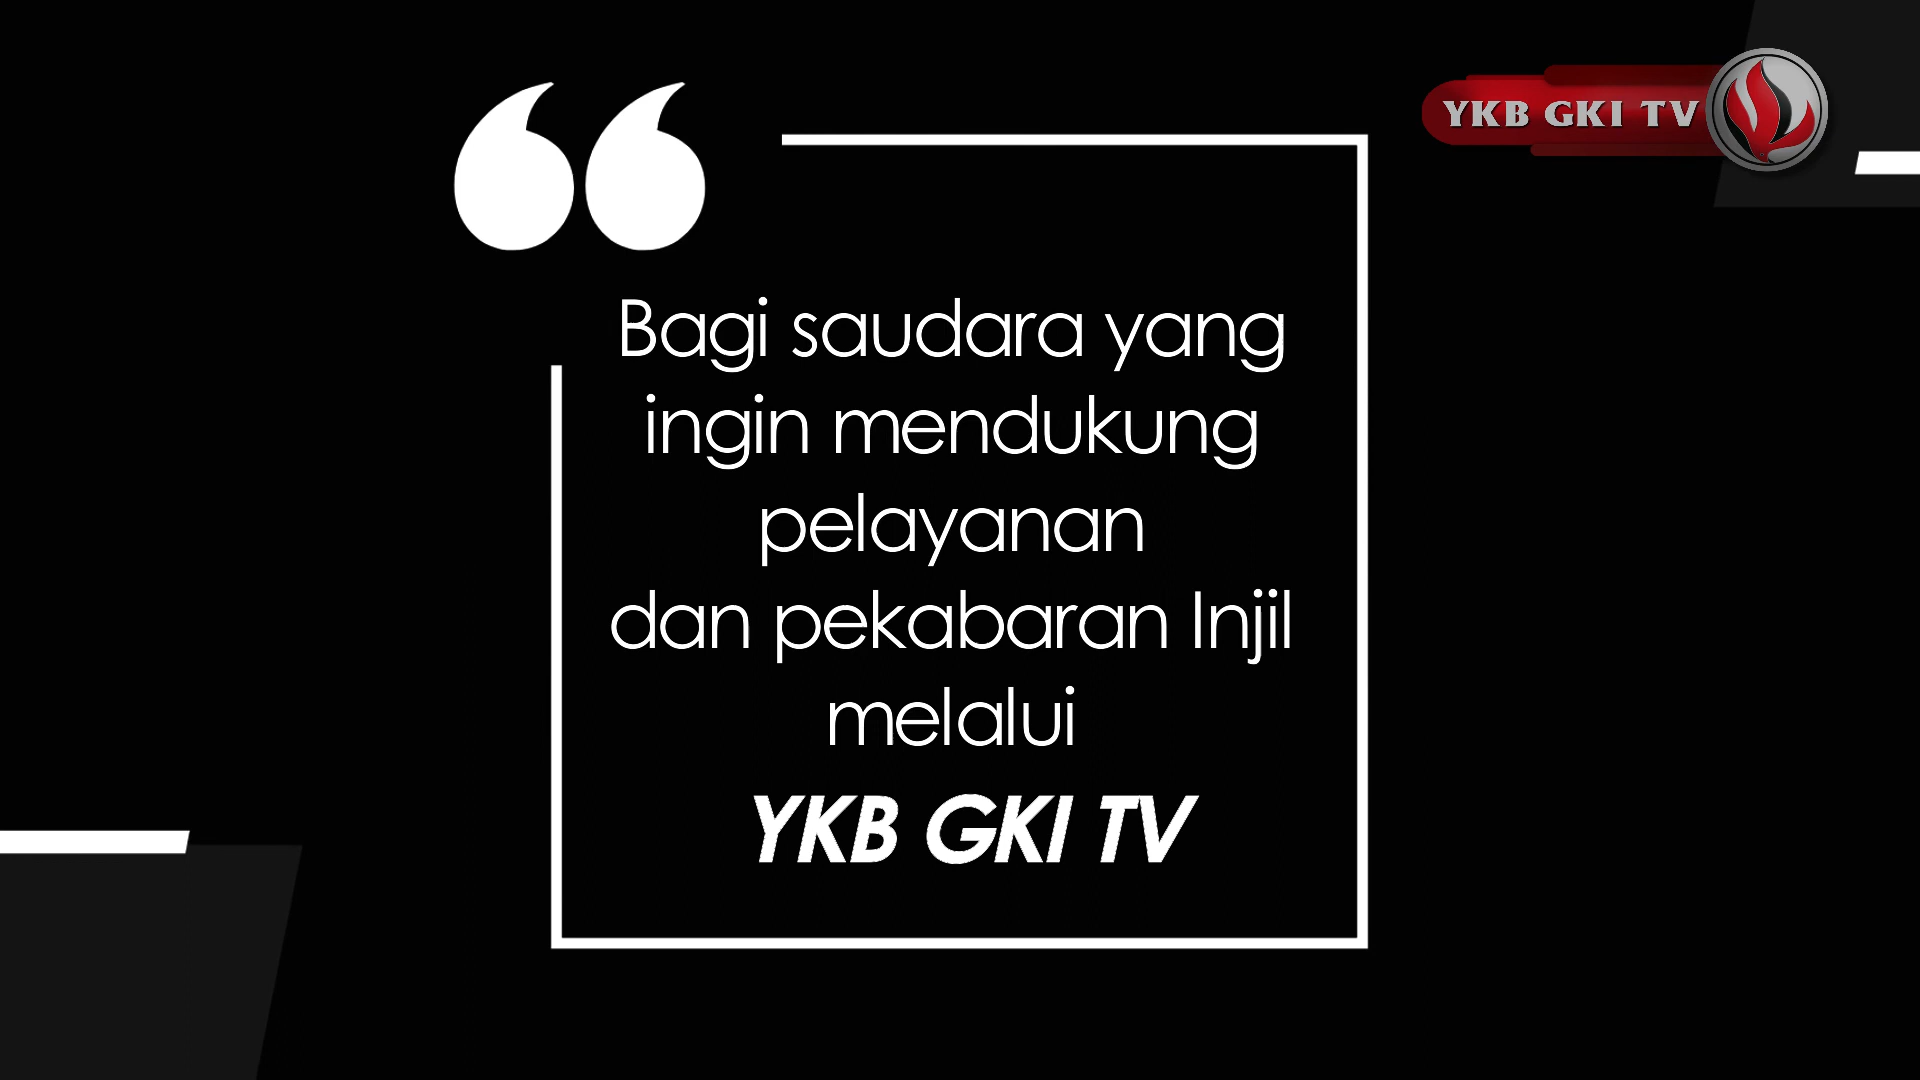 YKB GKI TV
Bagi saudara yang
ingin mendukung
pelayanan
dan pekabaran Injil
melalui
YKB GKI TV